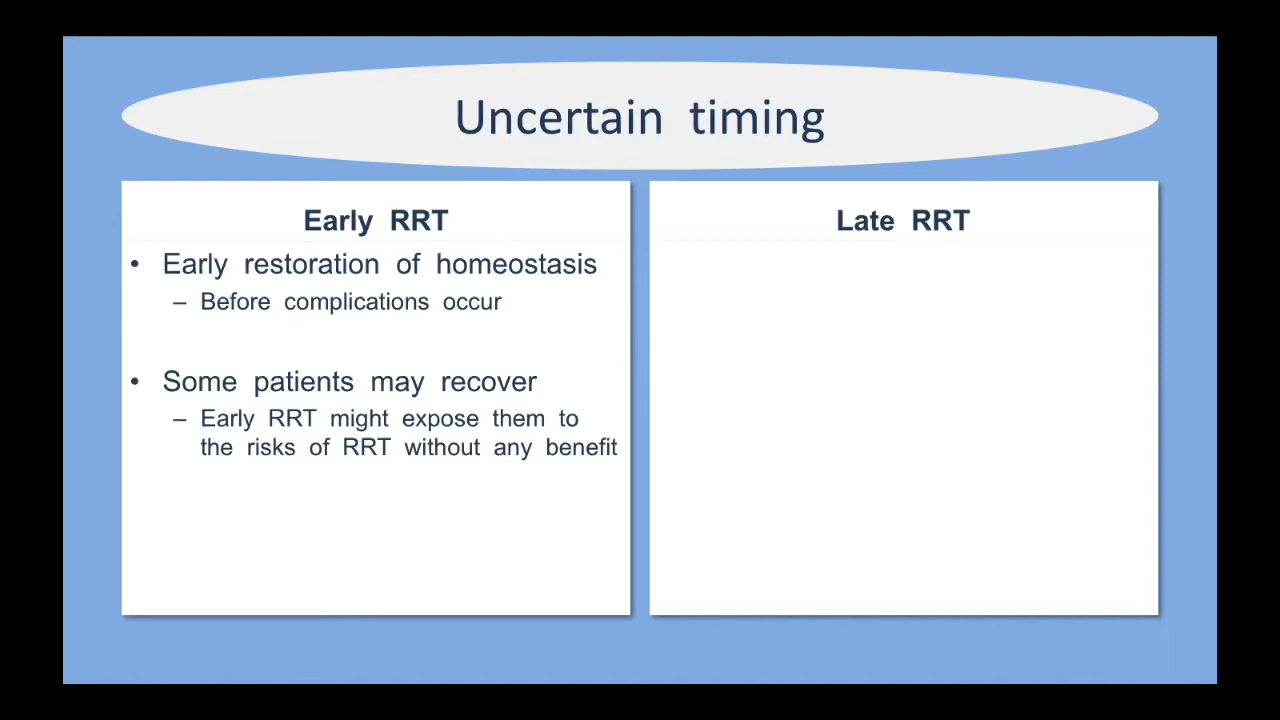 Uncertain timing
Early RRT
• Early restoration of homeostasis
– Before complications occur
• Some patients may recover
– Early RRT might expose them to
the risks of RRT without any benefit
Late RRT